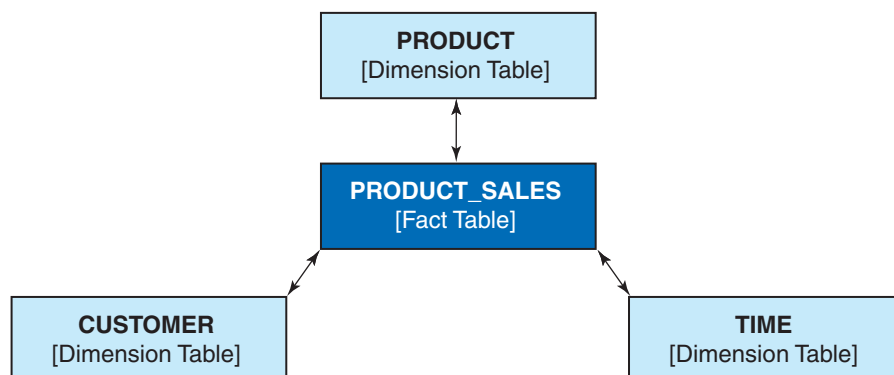 PRODUCT
[Dimension Table]
PRODUCT_SALES
[Fact Table]
CUSTOMER
[Dimension Table]
TIME
[Dimension Table]